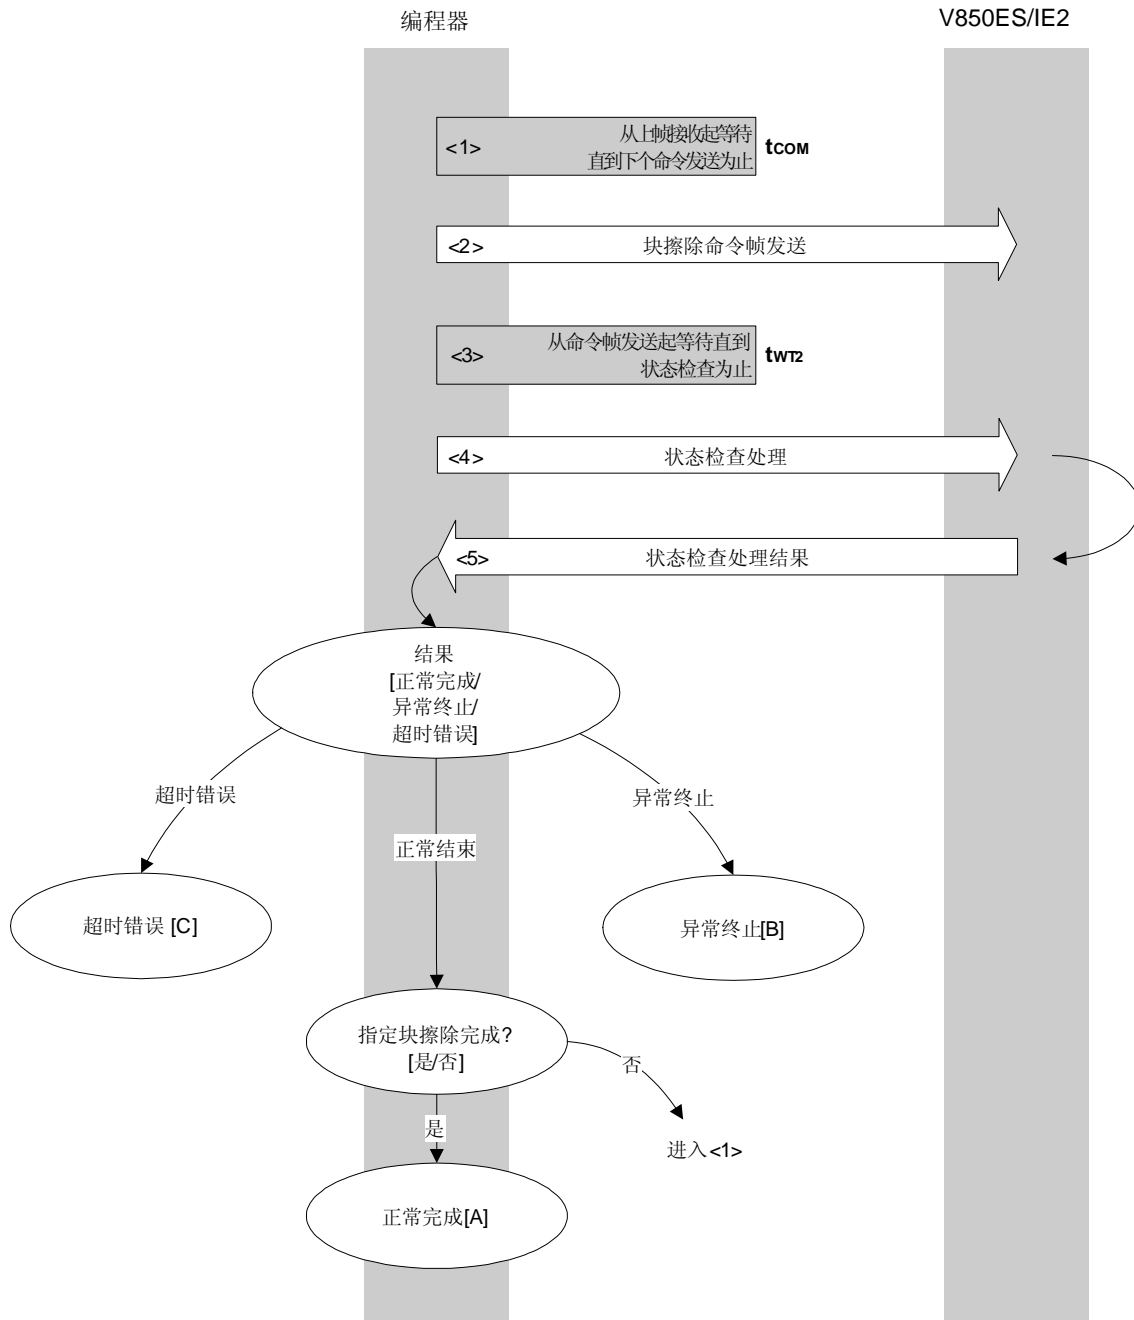 编程器
V850ES/IE2
<1>
从上帧接收起等待
直到下个命令发送为止
tCOM
<2>
块擦除命令帧发送
<3>
从命令帧发送起等待直到
状态检查为止
tWT2
<4>
状态检查处理
<5>
状态检查处理结果
结果
[正常完成/
异常终止/
超时错误]
超时错误
异常终止
正常结束
超时错误 [C]
异常终止[B]
指定块擦除完成?
[是/否]
否
是
进入<1>
正常完成[A]